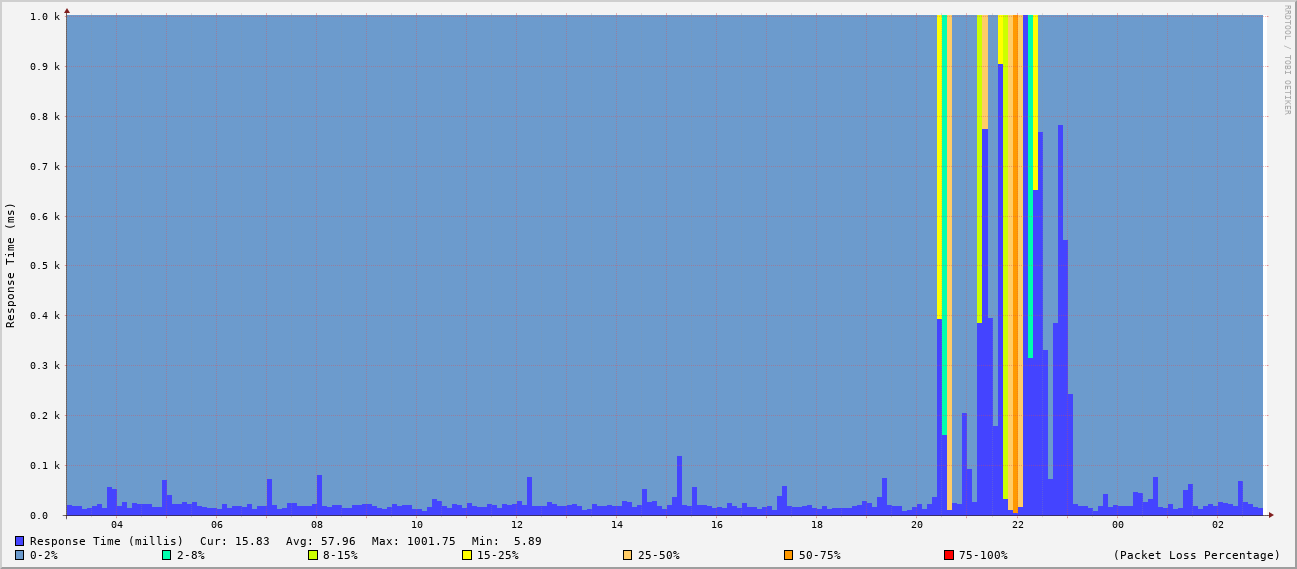 1.0 k
0.9 k
0.8 k
0.7 k
0.6 k
0.5 k
0.4 k
0.3 k
0.2 k
0.1 k
0.0
Response Time (ms)
RRDTOOL / TOBI OETIKER
04 06 08 10 12 14 16 18 20 22 00 02
Response Time (millis) Cur: 15.83 Avg: 57.96 Max: 1001.75 Min: 5.89
0-2% 2-8% 8-15% 15-25% 25-50% 50-75% 75-100% (Packet Loss Percentage)